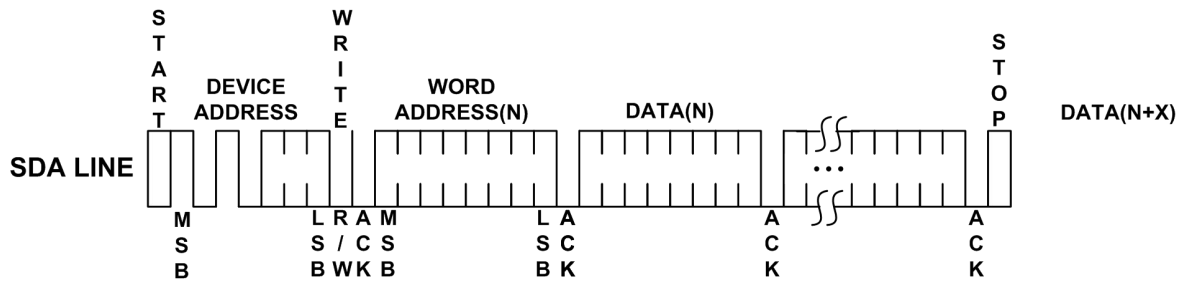 START
WRITE
STOP
DEVICE
ADDRESS
WORD
ADDRESS(N)
DATA(N)
DATA(N+X)
SDA LINE
...
MSB
LSB
R/W
ACK
MSB
LSB
ACK
ACK
ACK